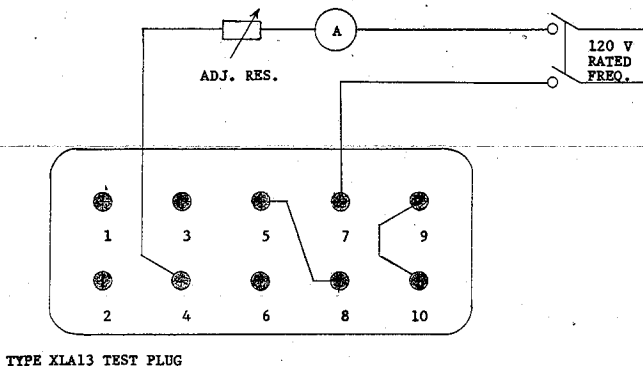 A
120 V
RATED
FREQ.
ADJ. RES.
1 3 5 7 9
2 4 6 8 10
TYPE XLA13 TEST PLUG